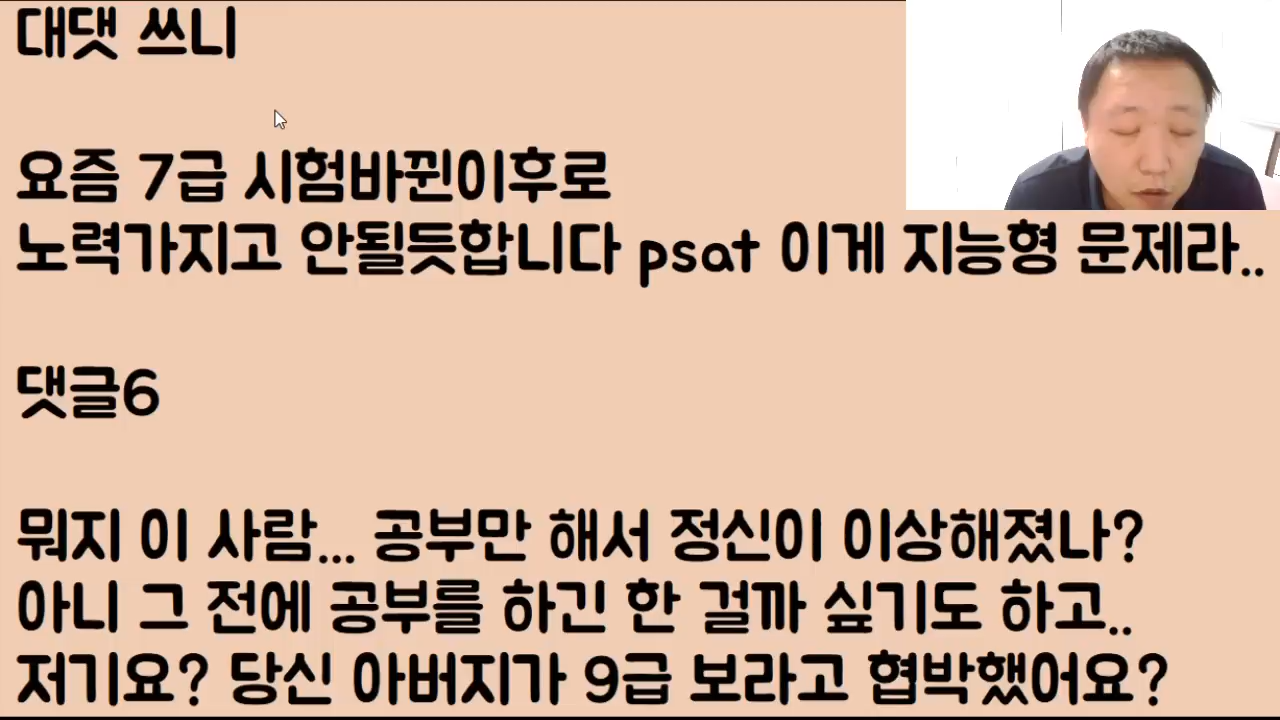 대댓 쓰니
요즘 7급 시험바뀐이후로
노력가지고 안될듯합니다 psat 이게 지능형 문제라..
댓글6
뭐지 이 사람... 공부만 해서 정신이 이상해졌나?
아니 그 전에 공부를 하긴 한 걸까 싶기도 하고..
저기요? 당신 아버지가 9급 보라고 협박했어요?